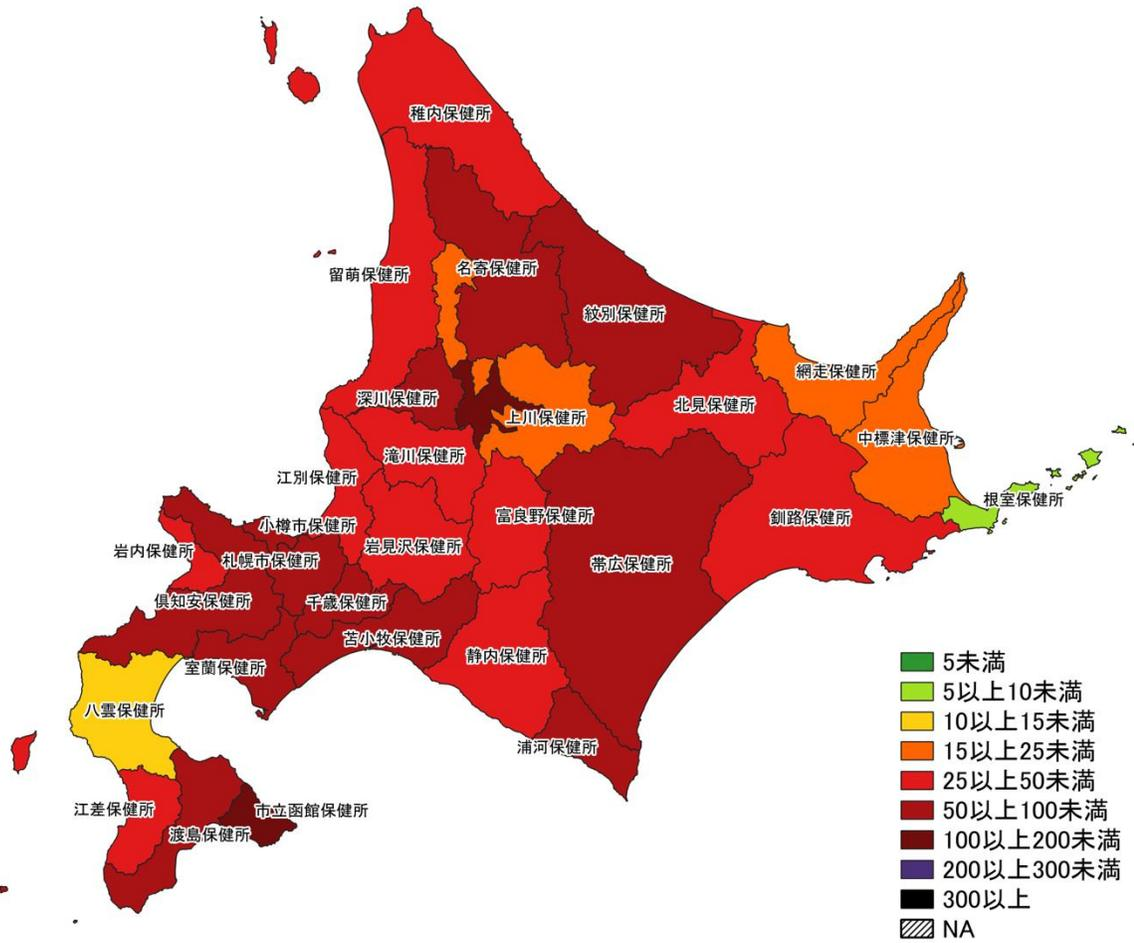 稚内保健所
名寄保健所
留萌保健所
紋別保健所
網走保健所
深川保健所
北見保健所
上川保健所
中標津保健所
滝川保健所
江別保健所
根室保健所
富良野保健所
釧路保健所
小樽市保健所
岩見沢保健所
岩内保健所
札幌市保健所
帯広保健所
倶知安保健所
千歳保健所
苫小牧保健所
静内保健所
室蘭保健所
八雲保健所
浦河保健所
江差保健所
市立函館保健所
渡島保健所
5未満
5以上10未満
10以上15未満
15以上25未満
25以上50未満
50以上100未満
100以上200未満
200以上300未満
300以上
NA